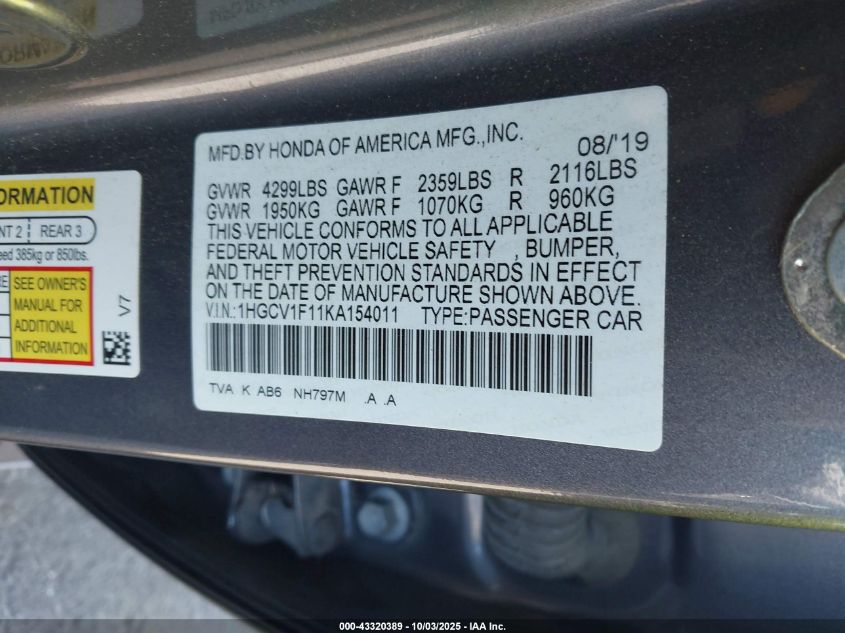 MFD.BY HONDA OF AMERICA MFG.,INC. 08/'19
GVWR 4299LBS GAWR F 2359LBS R 2116LBS
GVWR 1950KG GAWR F 1070KG R 960KG
THIS VEHICLE CONFORMS TO ALL APPLICABLE
FEDERAL MOTOR VEHICLE SAFETY , BUMPER,
AND THEFT PREVENTION STANDARDS IN EFFECT
ON THE DATE OF MANUFACTURE SHOWN ABOVE.
V.I.N.:1HGCV1F11KA154011 TYPE:PASSENGER CAR
TVA K AB6 NH797M .A .A
2 REAR 3
385kg or 850lbs.
SEE OWNER'S
MANUAL FOR
ADDITIONAL
INFORMATION
V7
000-43320389 - 10/03/2025 - IAA Inc.